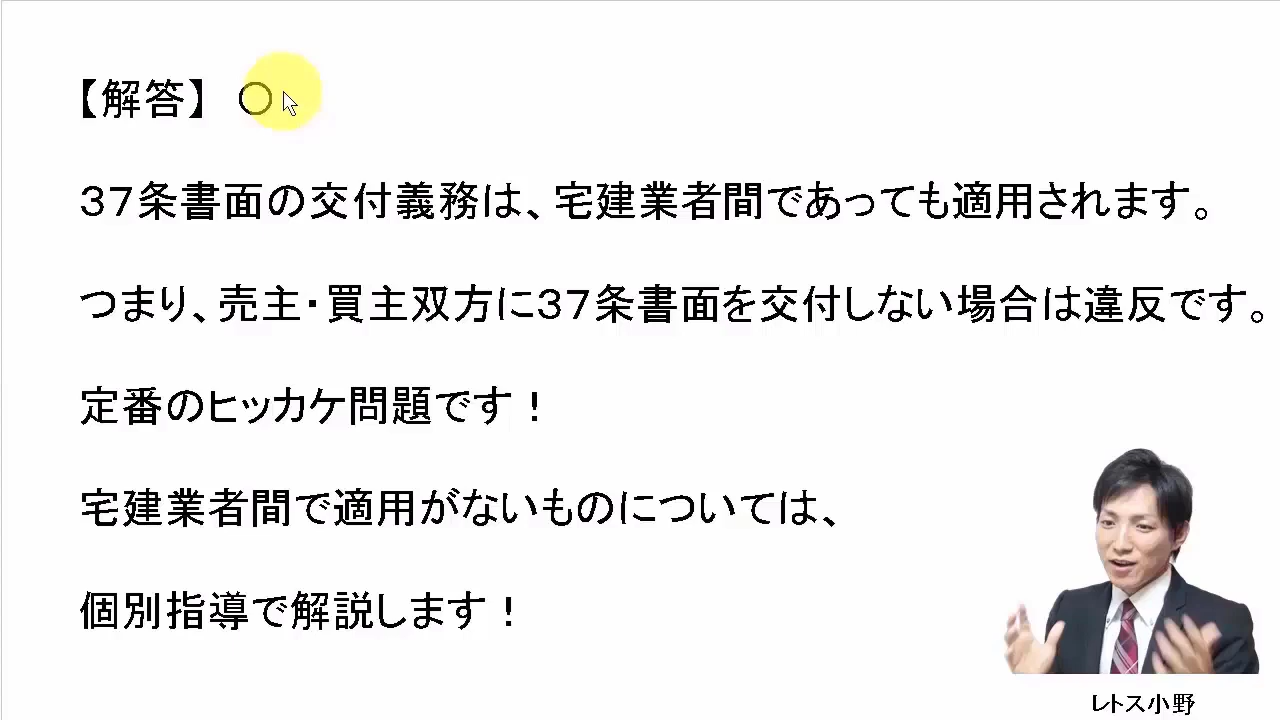 【解答】 ○
３７条書面の交付義務は、宅建業者間であっても適用されます。
つまり、売主・買主双方に３７条書面を交付しない場合は違反です。
定番のヒッカケ問題です！
宅建業者間で適用がないものについては、
個別指導で解説します！
レトス小野